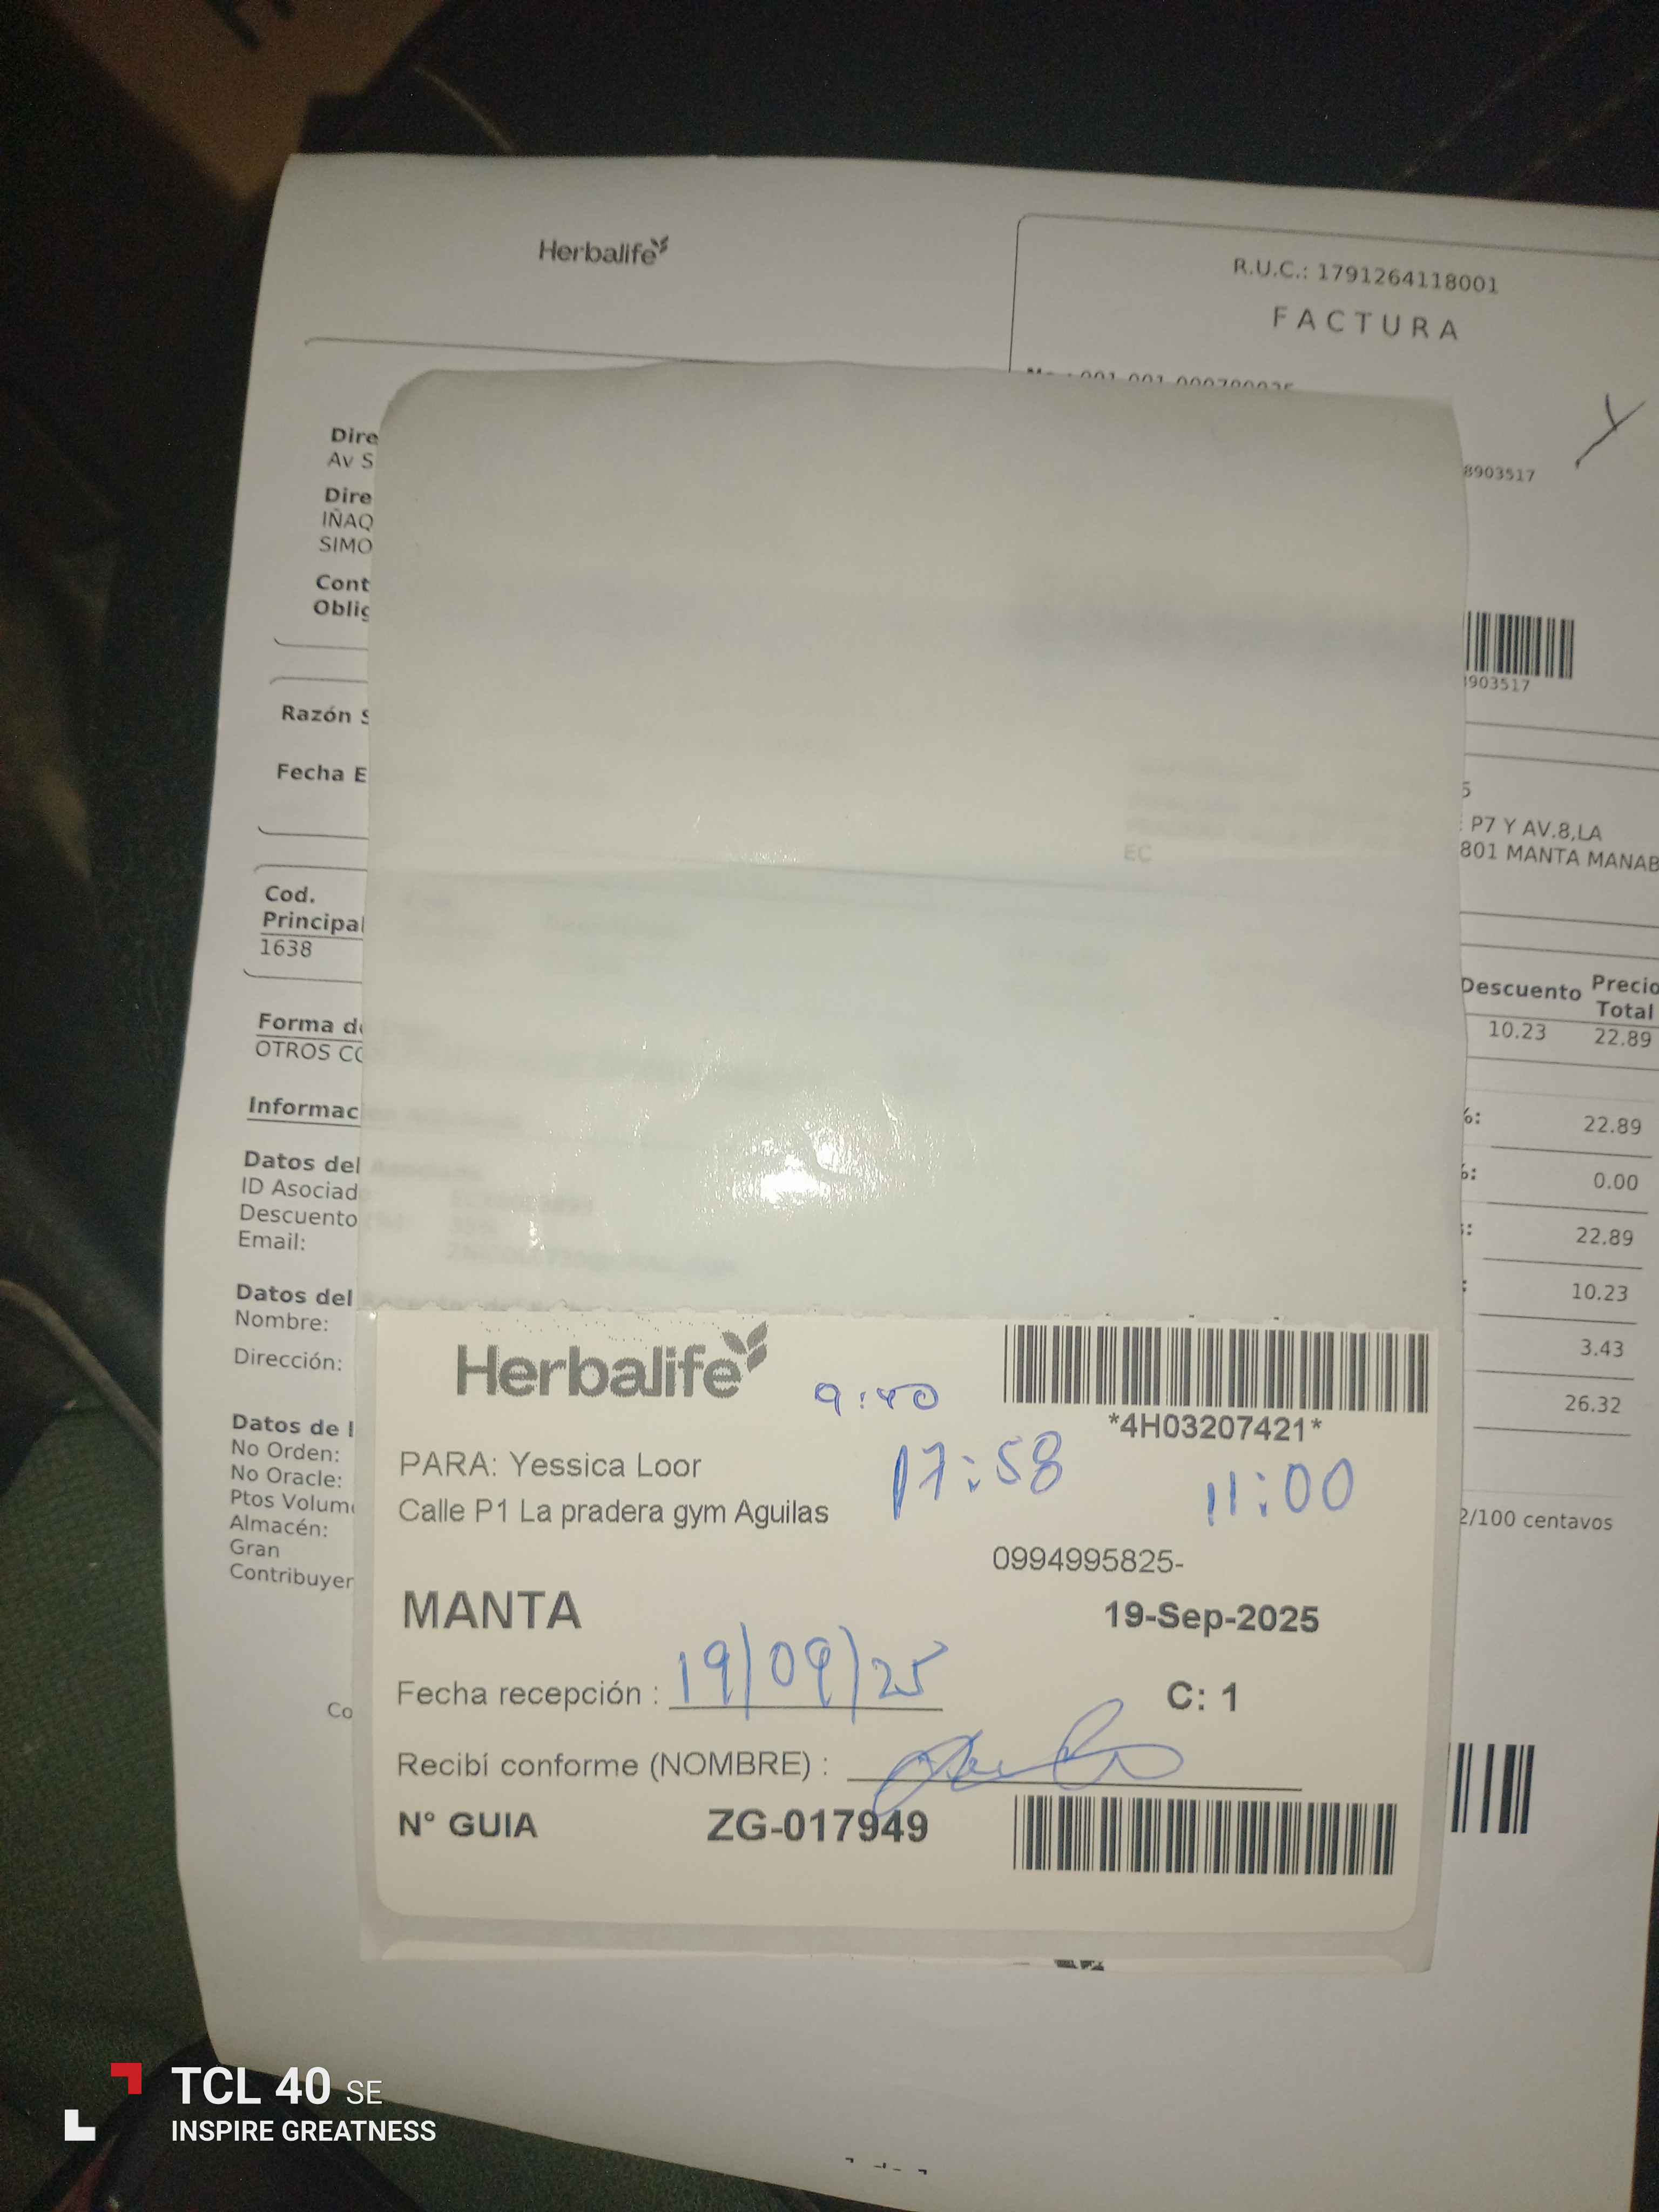 Herbalife
R.U.C.: 1791264118001
FACTURA
Y
Dire
Av S
8903517
Dire
IÑAQ
SIMO
Cont
Oblig
903517
Razón S
Fecha E
5
P7 Y AV.8,LA
801 MANTA MANAB
EC
Cod.
Principal
1638
Descuento Precio
Total
10.23 22.89
Forma de
OTROS CO
Informac
%: 22.89
Datos del
ID Asociad
%: 0.00
Descuento
Email:
22.89
Datos del
Nombre:
10.23
Dirección:
3.43
26.32
Datos de l
No Orden:
No Oracle:
Ptos Volum
Almacén:
2/100 centavos
Gran
Contribuyer
Co
Herbalife
9:40
*4H03207421*
PARA: Yessica Loor
17:58
11:00
Calle P1 La pradera gym Aguilas
0994995825-
MANTA
19-Sep-2025
Fecha recepción : 19/09/25
C: 1
Recibí conforme (NOMBRE) :
N° GUIA ZG-017949
TCL 40 SE
INSPIRE GREATNESS